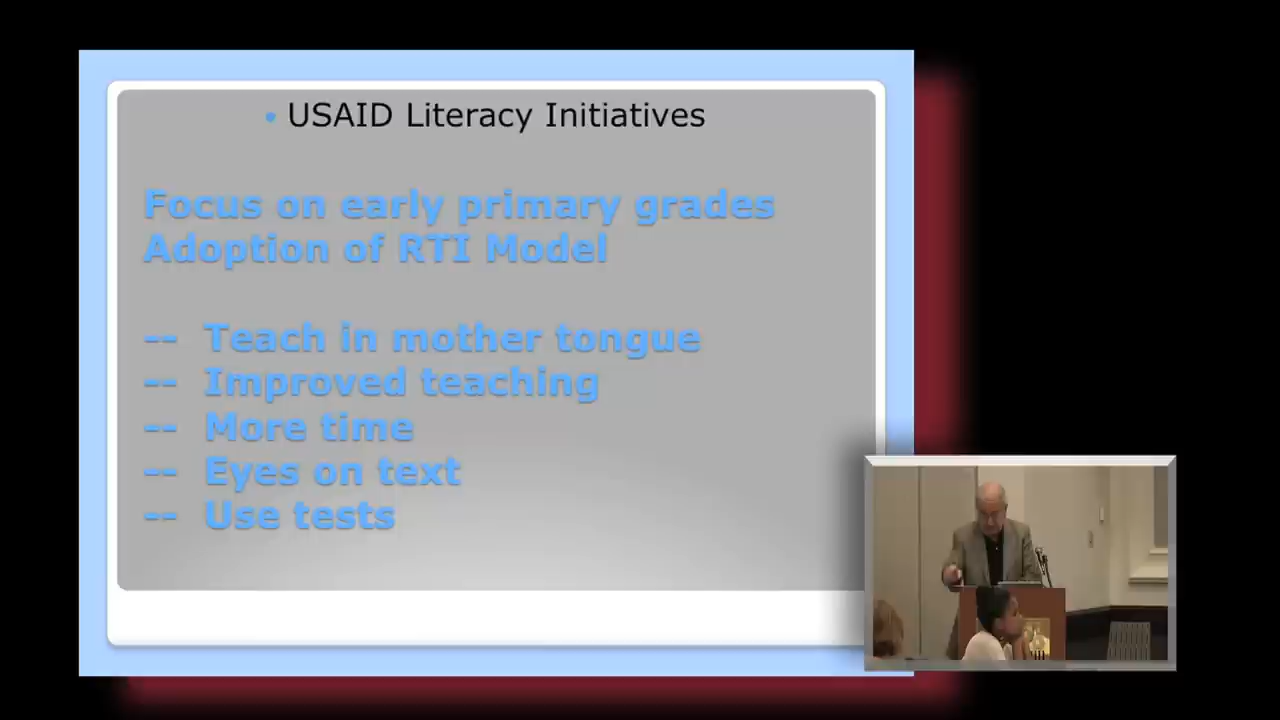 • USAID Literacy Initiatives
Focus on early primary grades
Adoption of RTI Model
-- Teach in mother tongue
-- Improved teaching
-- More time
-- Eyes on text
-- Use tests